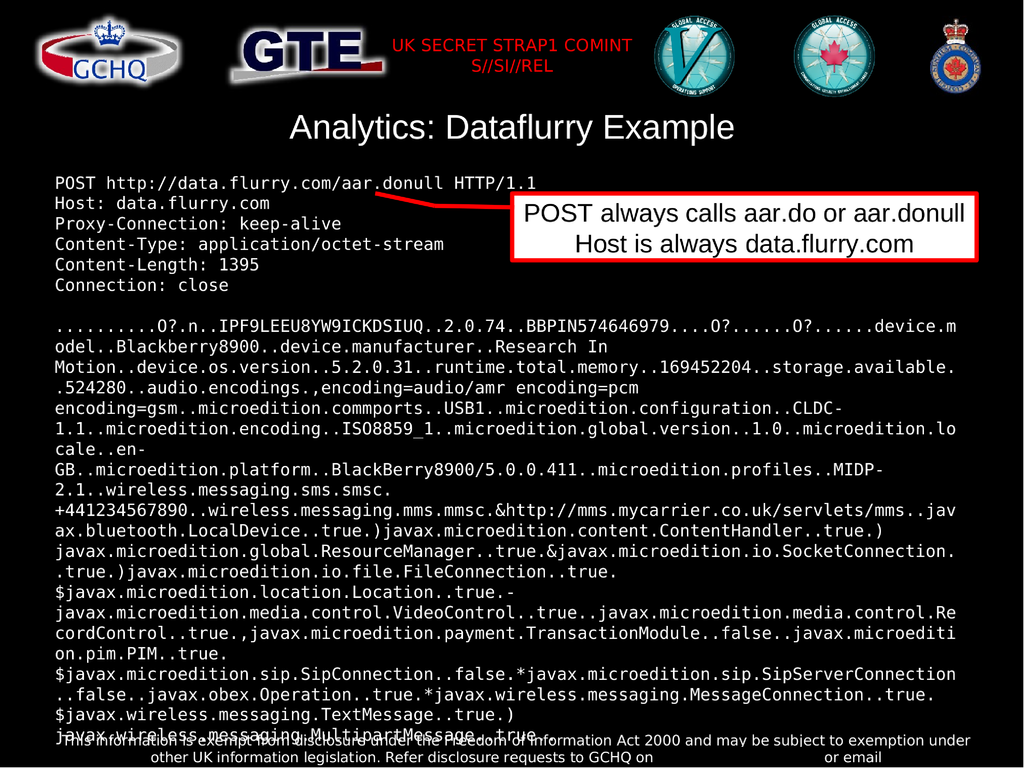 GCHQ
GTE
UK SECRET STRAP1 COMINT
S//SI//REL
GLOBAL ACCESS
V
OPERATIONS SUPPORT
GLOBAL ACCESS
Analytics: Dataflurry Example
POST http://data.flurry.com/aar.donull HTTP/1.1
Host: data.flurry.com
Proxy-Connection: keep-alive
Content-Type: application/octet-stream
Content-Length: 1395
Connection: close
POST always calls aar.do or aar.donull
Host is always data.flurry.com
..........O?.n..IPF9LEEU8YW9ICKDSIUQ..2.0.74..BBPIN574646979....O?......O?......device.m
odel..Blackberry8900..device.manufacturer..Research In
Motion..device.os.version..5.2.0.31..runtime.total.memory..169452204..storage.available.
.524280..audio.encodings.,encoding=audio/amr encoding=pcm
encoding=gsm..microedition.commports..USB1..microedition.configuration..CLDC-
1.1..microedition.encoding..ISO8859_1..microedition.global.version..1.0..microedition.lo
cale..en-
GB..microedition.platform..BlackBerry8900/5.0.0.411..microedition.profiles..MIDP-
2.1..wireless.messaging.sms.smsc.
+441234567890..wireless.messaging.mms.mmsc.&http://mms.mycarrier.co.uk/servlets/mms..jav
ax.bluetooth.LocalDevice..true.)javax.microedition.content.ContentHandler..true.)
javax.microedition.global.ResourceManager..true.&javax.microedition.io.SocketConnection.
.true.)javax.microedition.io.file.FileConnection..true.
$javax.microedition.location.Location..true.-
javax.microedition.media.control.VideoControl..true..javax.microedition.media.control.Re
cordControl..true.,javax.microedition.payment.TransactionModule..false..javax.microediti
on.pim.PIM..true.
$javax.microedition.sip.SipConnection..false.*javax.microedition.sip.SipServerConnection
..false..javax.obex.Operation..true.*javax.wireless.messaging.MessageConnection..true.
$javax.wireless.messaging.TextMessage..true.)
javax.wireless.messaging.MultipartMessage..true..
This information is exempt from disclosure under the Freedom of Information Act 2000 and may be subject to exemption under
other UK information legislation. Refer disclosure requests to GCHQ on or email